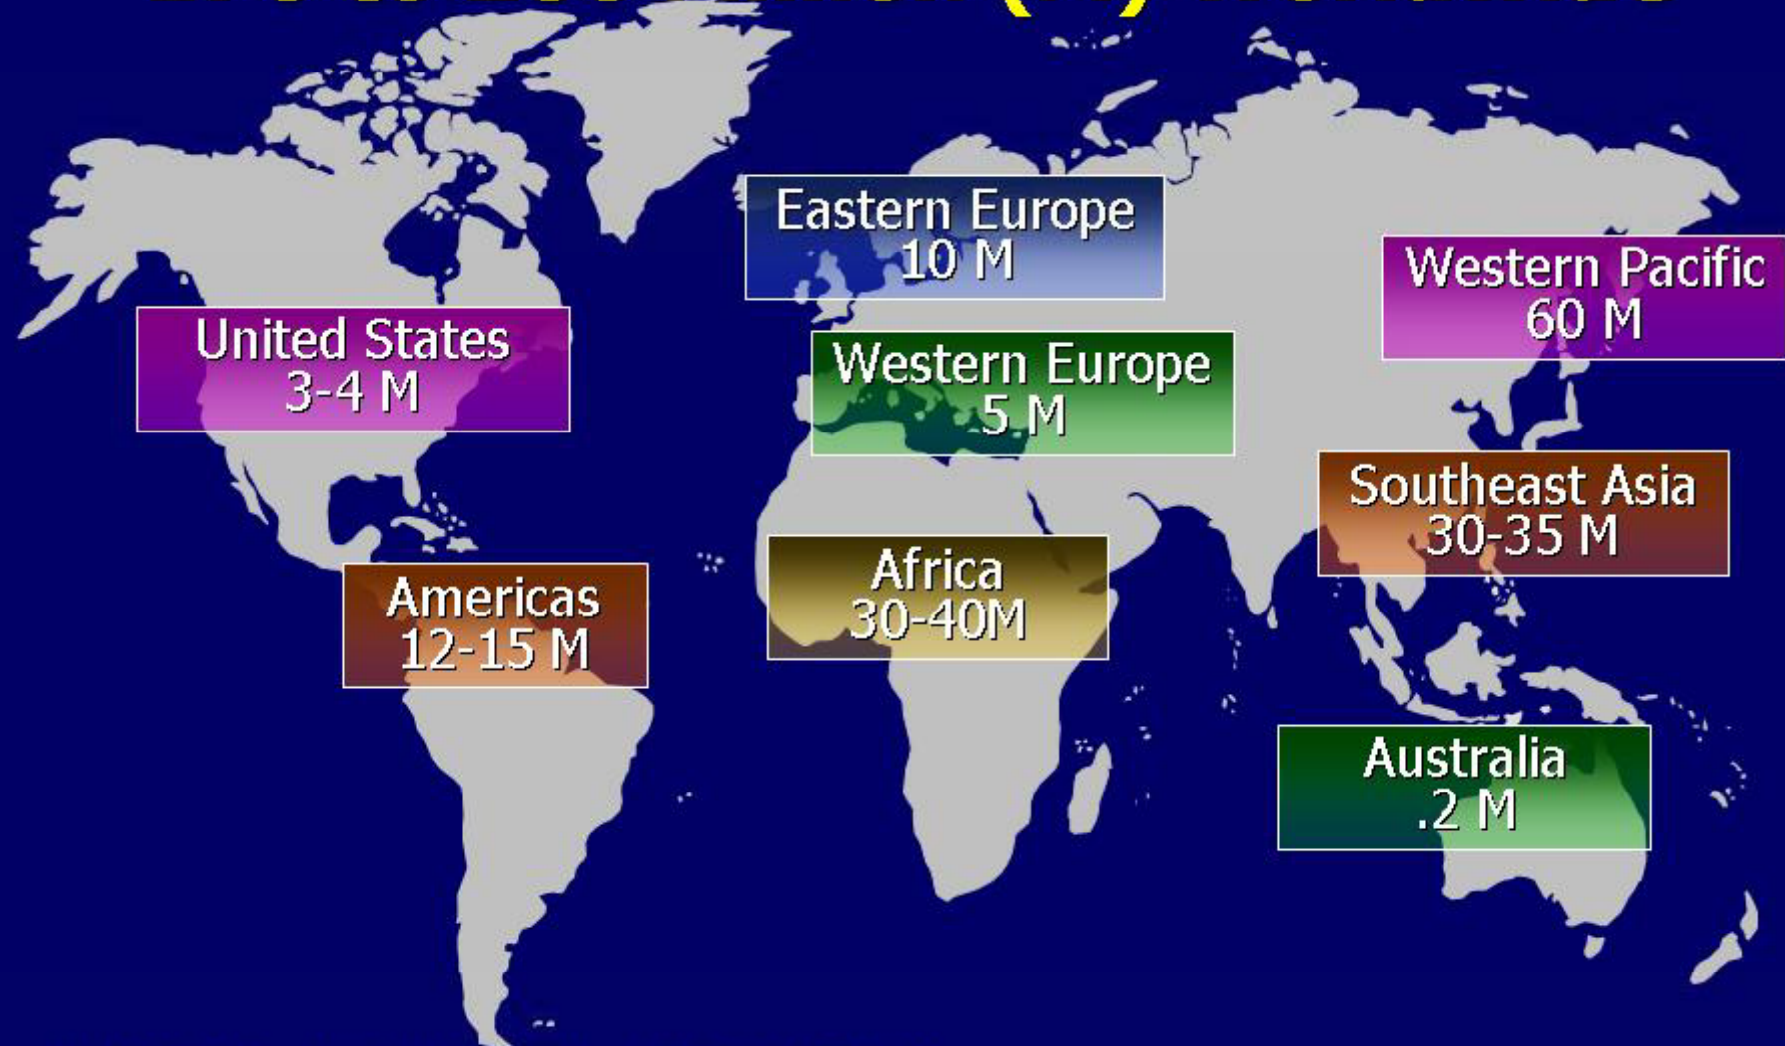 Eastern Europe
10 M
Western Pacific
60 M
United States
3-4 M
Western Europe
5 M
Southeast Asia
30-35 M
Africa
30-40M
Americas
12-15 M
Australia
.2 M